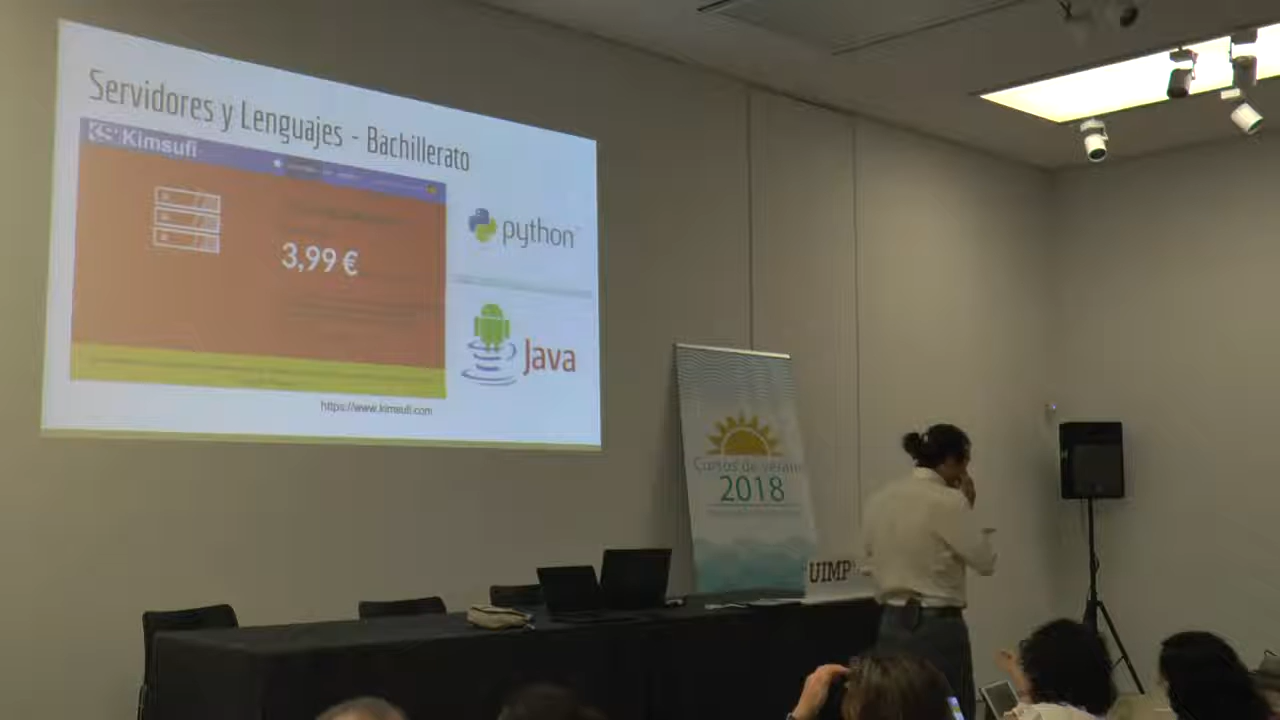 Servidores y Lenguajes - Bachillerato
Kimsufi
3,99 €
python
Java
https://www.kimsufi.com
Cursos de verano
2018
UIMP